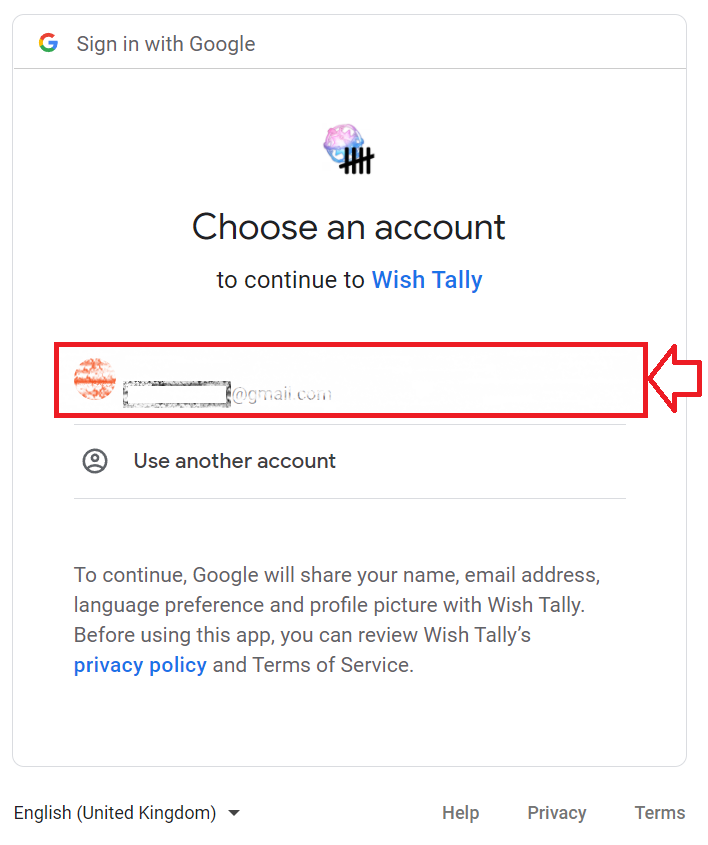 Sign in with Google
Choose an account
to continue to Wish Tally
@gmail.com
Use another account
To continue, Google will share your name, email address,
language preference and profile picture with Wish Tally.
Before using this app, you can review Wish Tally's
privacy policy and Terms of Service.
English (United Kingdom)
Help
Privacy
Terms